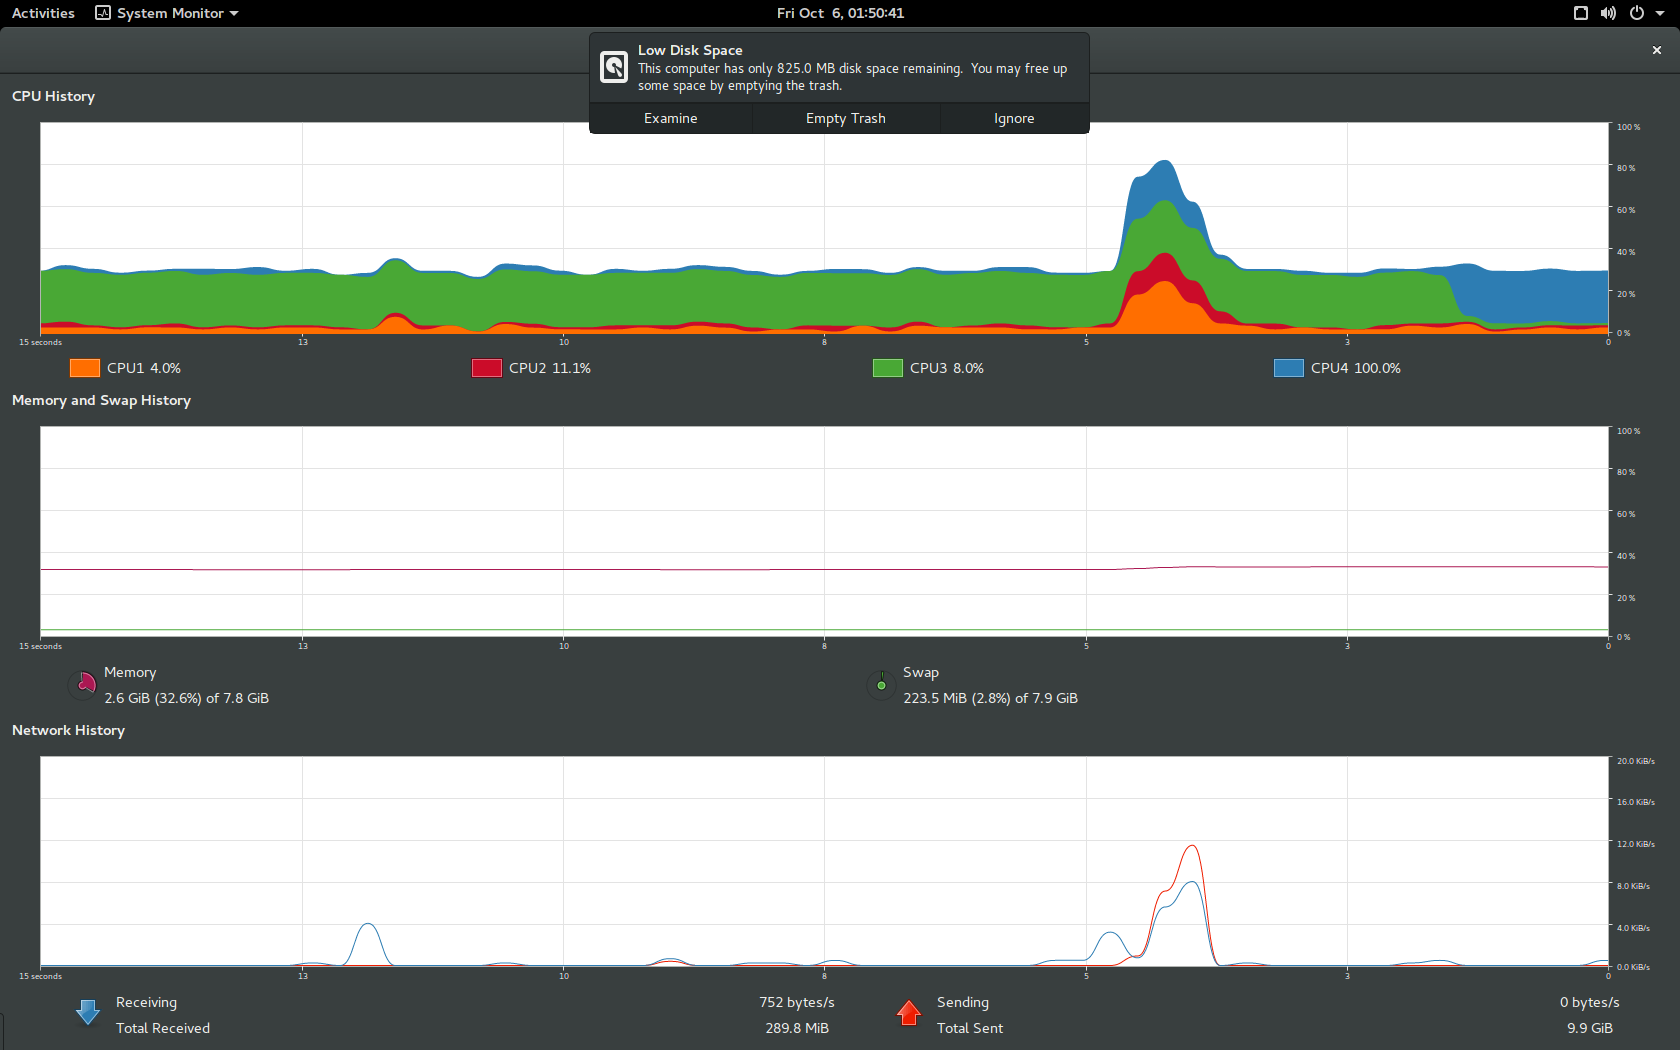 Activities System Monitor Fri Oct 6, 01:50:41
Low Disk Space
This computer has only 825.0 MB disk space remaining. You may free up
some space by emptying the trash.
Examine Empty Trash Ignore
CPU History
100 %
80 %
60 %
40 %
20 %
0 %
15 seconds 13 10 8 5 3 0
CPU1 4.0% CPU2 11.1% CPU3 8.0% CPU4 100.0%
Memory and Swap History
100 %
80 %
60 %
40 %
20 %
0 %
15 seconds 13 10 8 5 3 0
Memory Swap
2.6 GiB (32.6%) of 7.8 GiB 223.5 MiB (2.8%) of 7.9 GiB
Network History
20.0 KiB/s
16.0 KiB/s
12.0 KiB/s
8.0 KiB/s
4.0 KiB/s
0.0 KiB/s
15 seconds 13 10 8 5 3 0
Receiving 752 bytes/s Sending 0 bytes/s
Total Received 289.8 MiB Total Sent 9.9 GiB